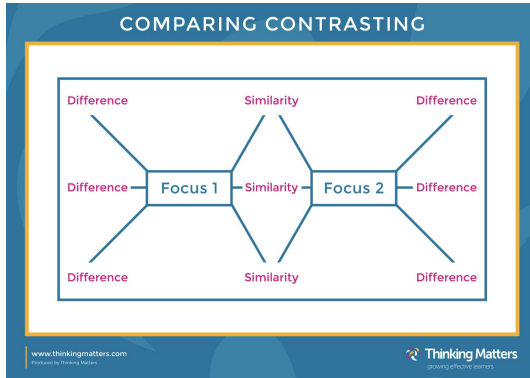 COMPARING CONTRASTING
Difference Similarity Difference
Difference Focus 1 Similarity Focus 2 Difference
Difference Similarity Difference
www.thinkingmatters.com
Produced by Thinking Matters
Thinking Matters
growing effective learners